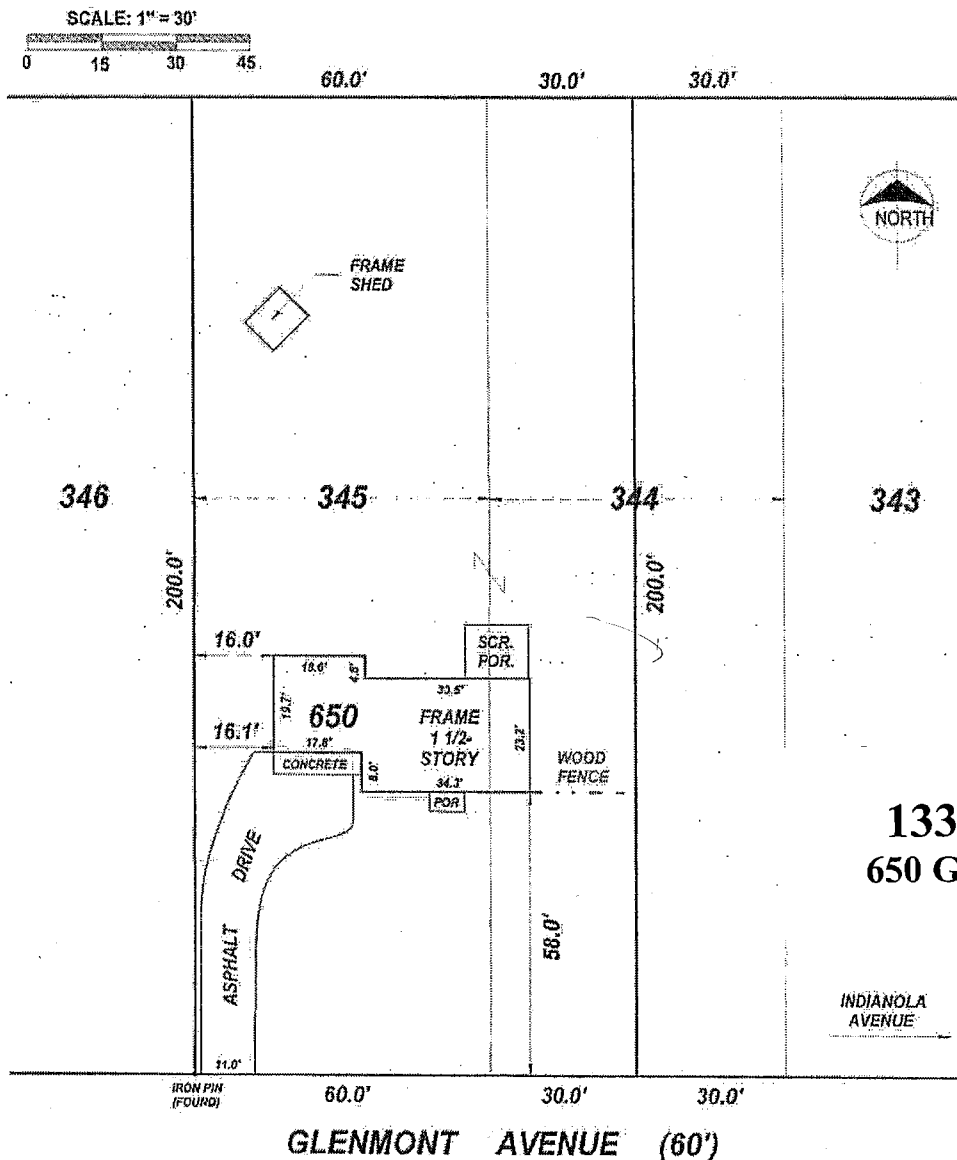 SCALE: 1" = 30'
0 15 30 45
60.0' 30.0' 30.0'
NORTH
FRAME
SHED
346 345 344 343
200.0' 200.0'
16.0'
SCR.
POR.
4.5'
33.5'
19.7'
650
FRAME
1 1/2-
STORY
23.2'
16.1'
17.8'
CONCRETE
8.0'
34.3'
POR
WOOD
FENCE
133
650 G
DRIVE
ASPHALT
58.0'
INDIANOLA
AVENUE
11.0'
IRON PIN
(FOUND)
60.0' 30.0' 30.0'
GLENMONT AVENUE (60')